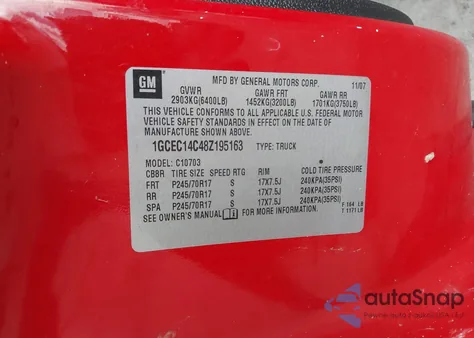 GM
MFD BY GENERAL MOTORS CORP. 11/07
GVWR GAWR FRT GAWR RR
2903KG(6400LB) 1452KG(3200LB) 1701KG(3750LB)
THIS VEHICLE CONFORMS TO ALL APPLICABLE U.S. FEDERAL MOTOR
VEHICLE SAFETY STANDARDS IN EFFECT ON THE DATE OF
MANUFACTURE SHOWN ABOVE.
1GCEC14C48Z195163 TYPE: TRUCK
MODEL: C10703
CBBR TIRE SIZE SPEED RTG RIM COLD TIRE PRESSURE
FRT P245/70R17 S 17X7.5J 240KPA(35PSI)
RR P245/70R17 S 17X7.5J 240KPA(35PSI)
SPA P245/70R17 S 17X7.5J 240KPA(35PSI)
SEE OWNER'S MANUAL FOR MORE INFORMATION.
F 164 LB
T 1171 LB
autoSnap